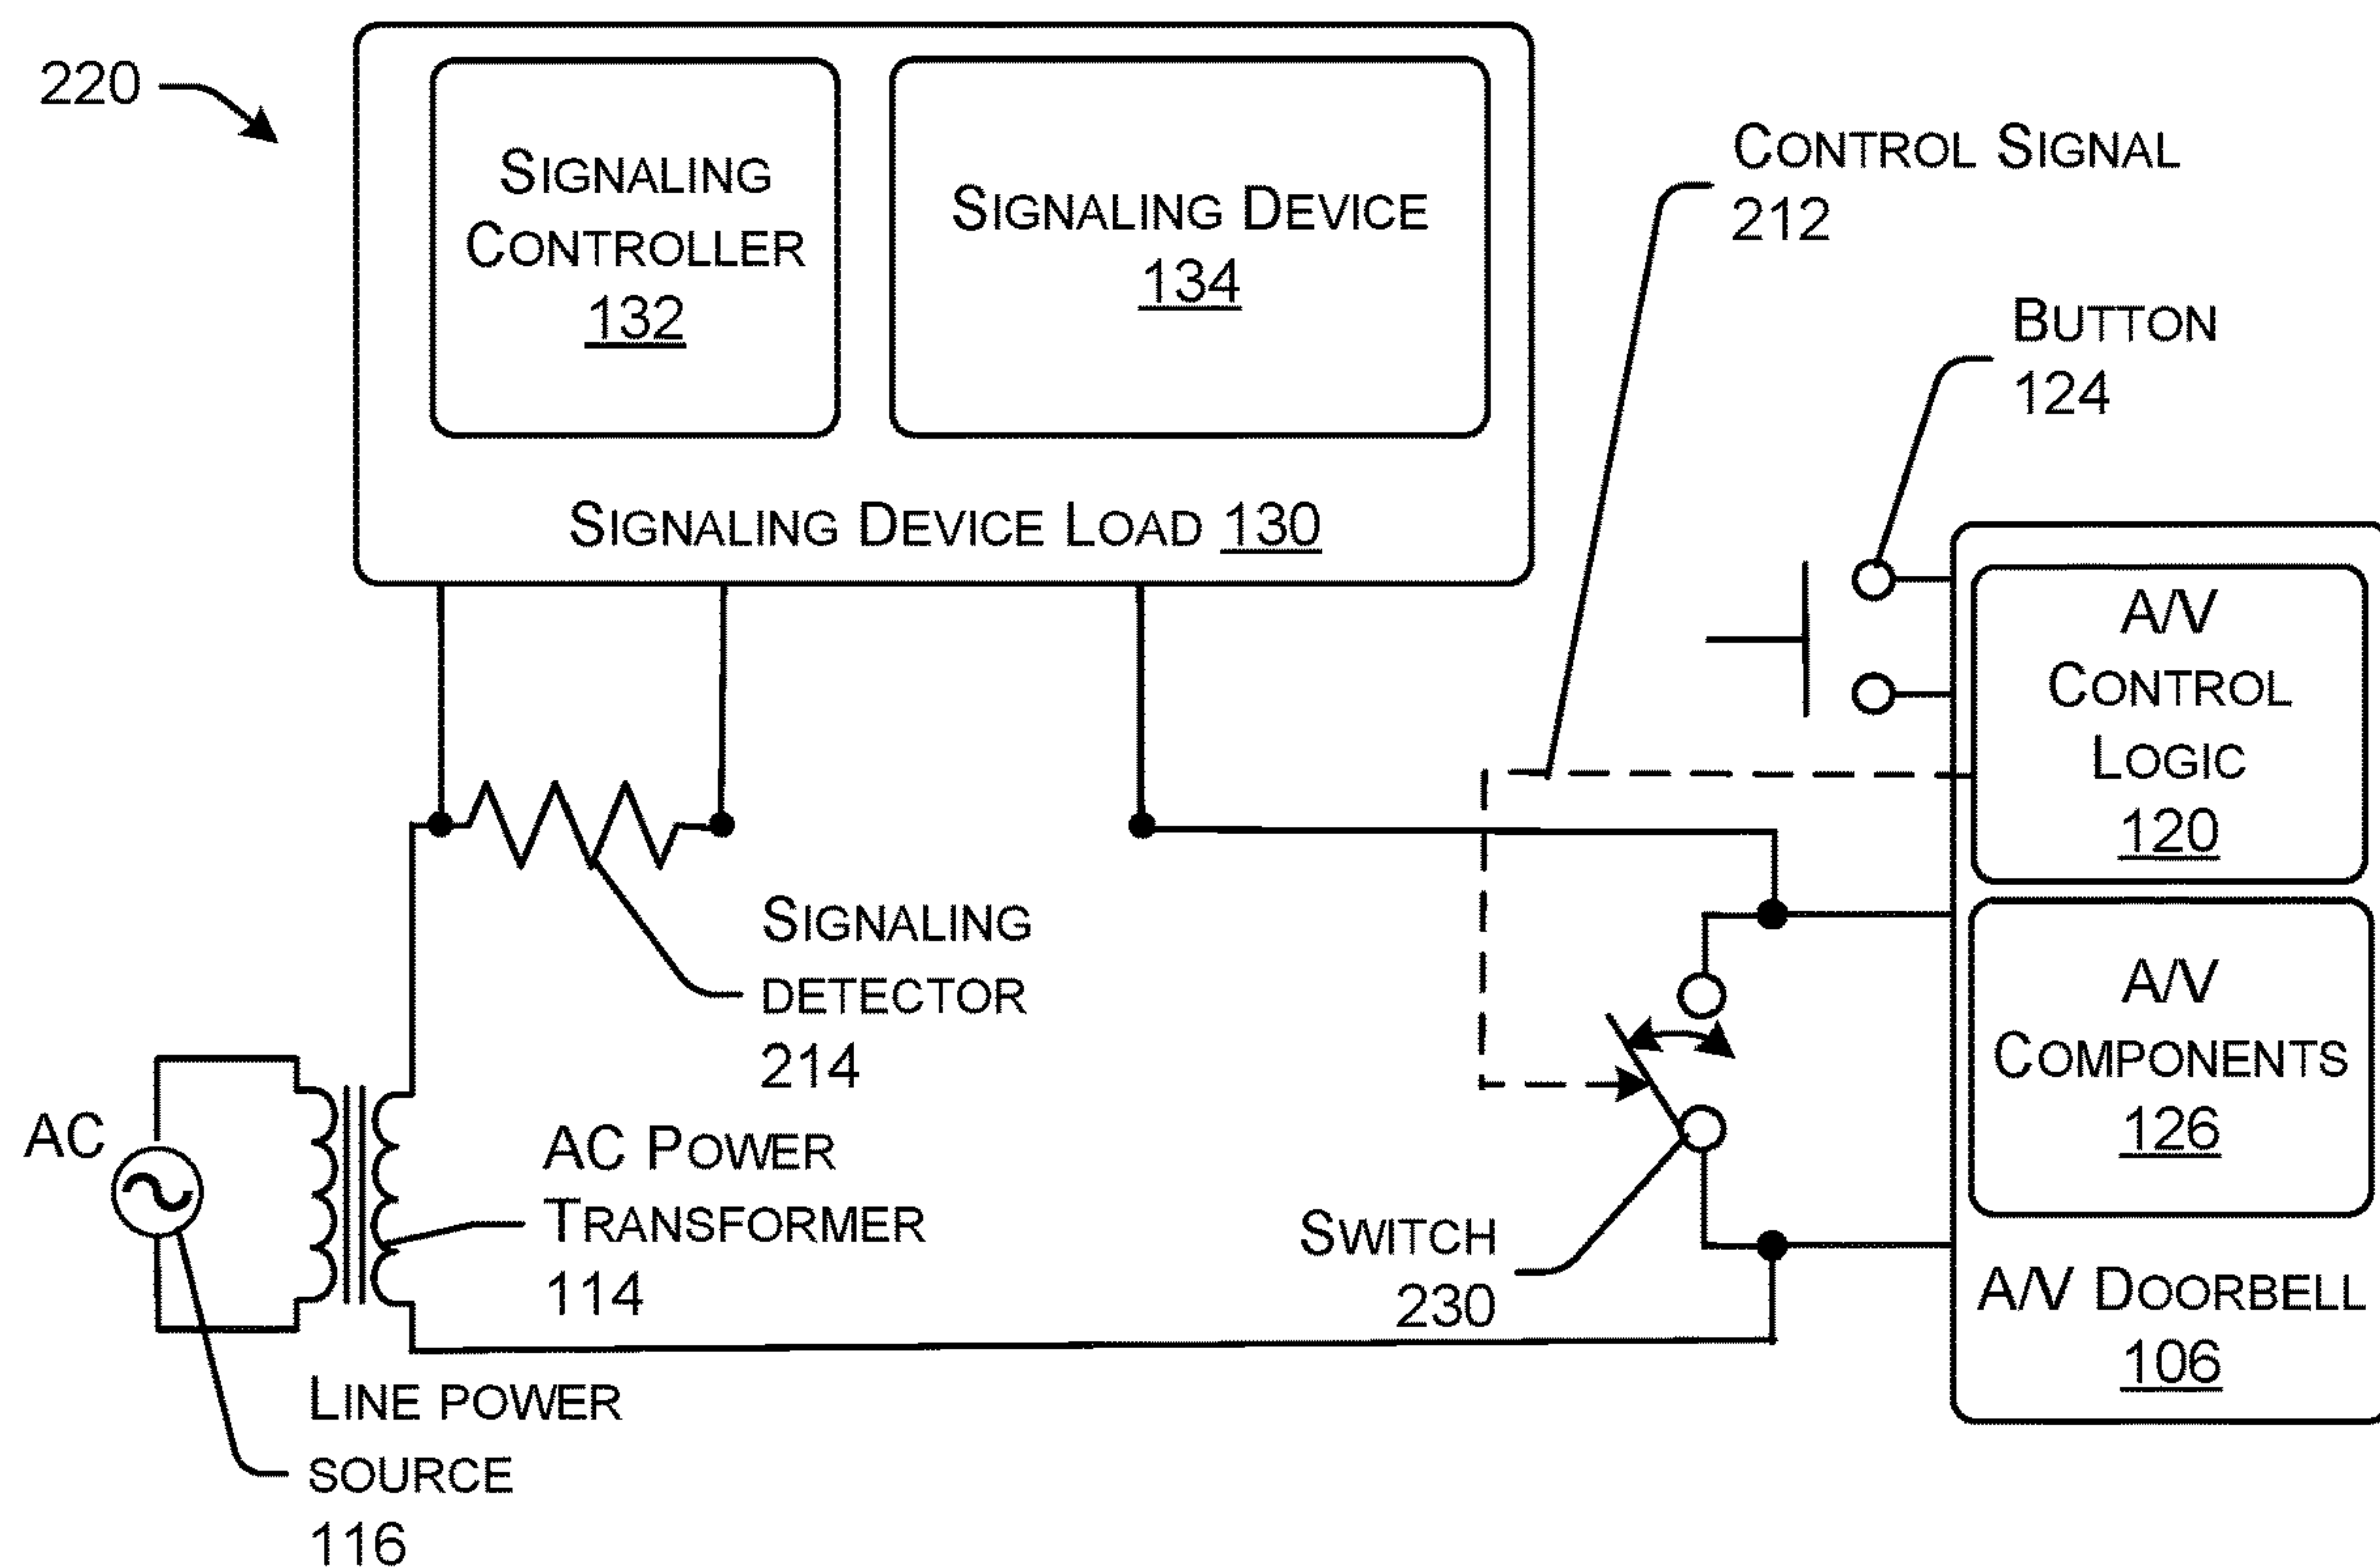 220
SIGNALING
CONTROLLER
132
SIGNALING DEVICE
134
SIGNALING DEVICE LOAD 130
CONTROL SIGNAL
212
BUTTON
124
A/V
CONTROL
LOGIC
120
SIGNALING
DETECTOR
214
A/V
COMPONENTS
126
AC
AC POWER
TRANSFORMER
114
SWITCH
230
A/V DOORBELL
106
LINE POWER
SOURCE
116